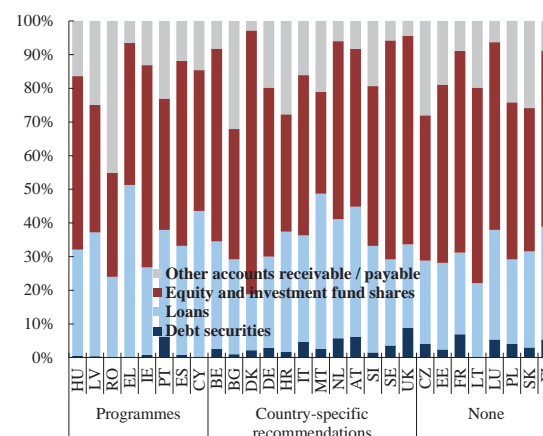 100%
90%
80%
70%
60%
50%
40%
30%
20%
10%
0%
Other accounts receivable / payable
Equity and investment fund shares
Loans
Debt securities
HU LV RO EL IE PT ES CY BE BG DK DE HR IT MT NL AT SI SE UK CZ EE FR LT LU PL SK
Programmes Country-specific None
recommendations